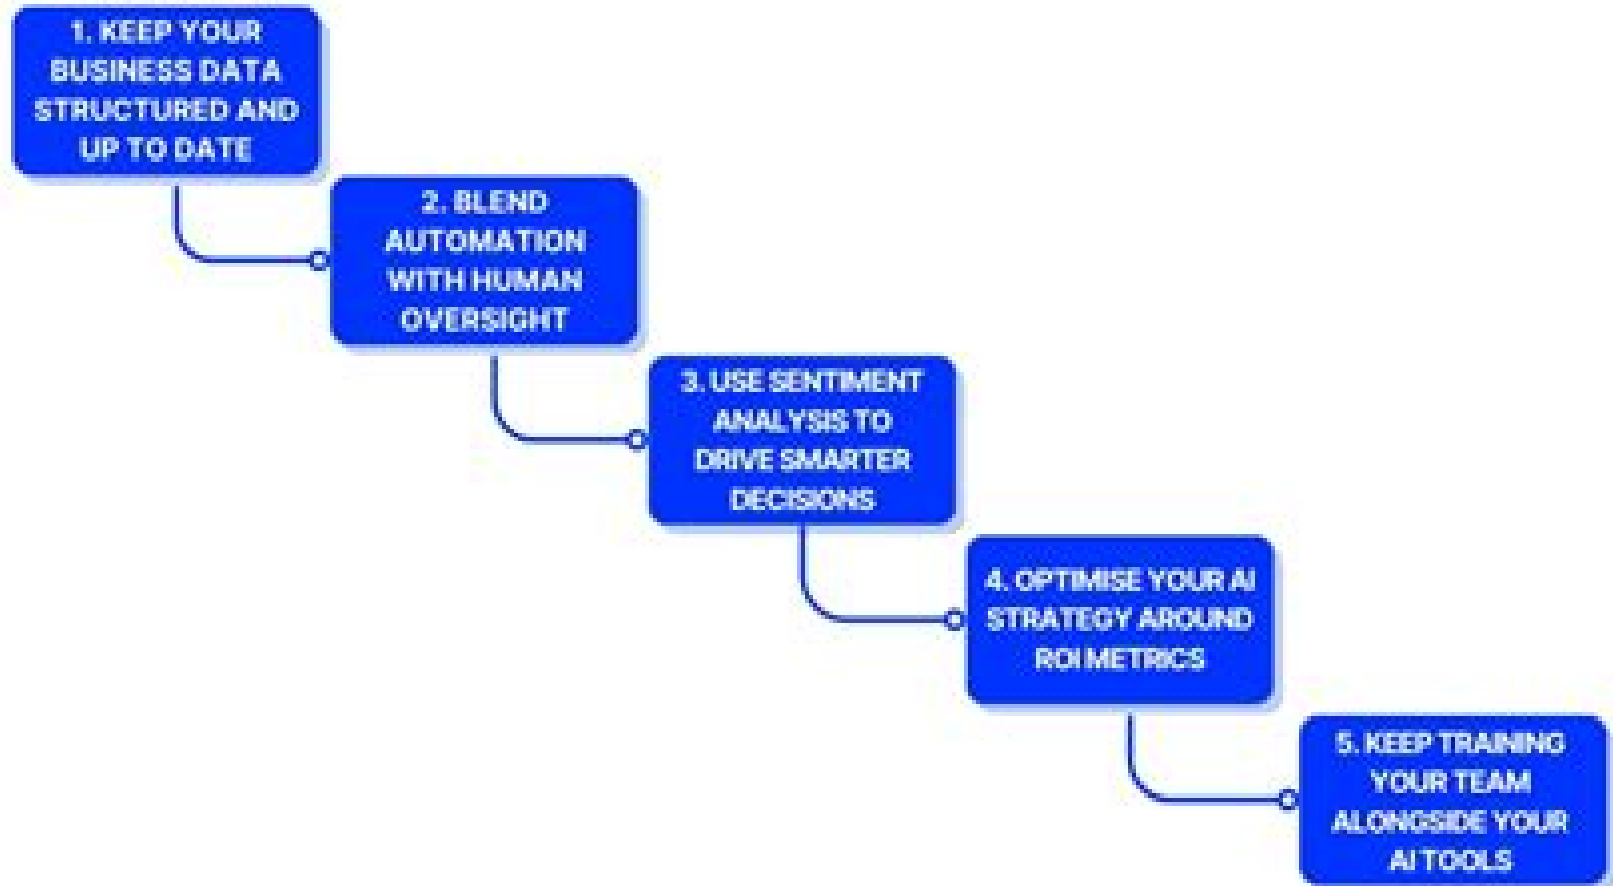 1. KEEP YOUR
BUSINESS DATA
STRUCTURED AND
UP TO DATE
2. BLEND
AUTOMATION
WITH HUMAN
OVERSIGHT
3. USE SENTIMENT
ANALYSIS TO
DRIVE SMARTER
DECISIONS
4. OPTIMISE YOUR AI
STRATEGY AROUND
ROI METRICS
5. KEEP TRAINING
YOUR TEAM
ALONGSIDE YOUR
AI TOOLS